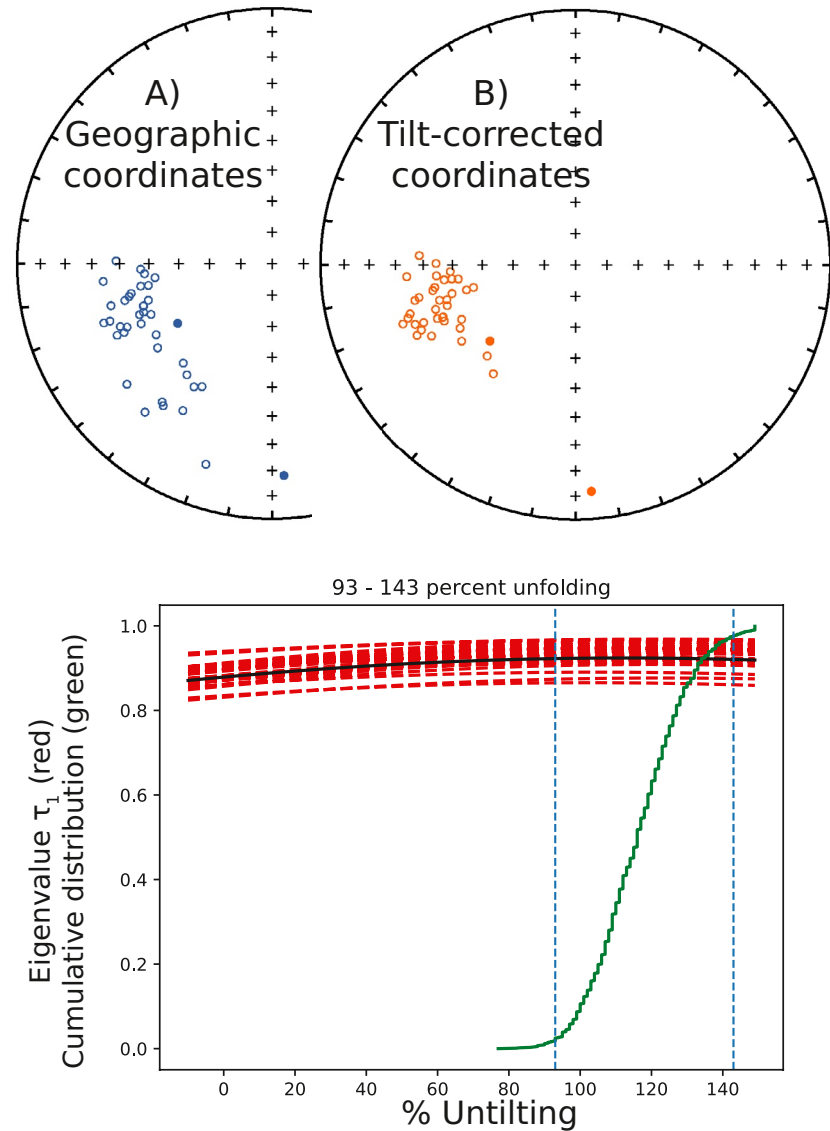 A)
Geographic
coordinates
B)
Tilt-corrected
coordinates
93 - 143 percent unfolding
Eigenvalue τ1 (red)
Cumulative distribution (green)
1.0
0.8
0.6
0.4
0.2
0.0
0 20 40 60 80 100 120 140
% Untilting